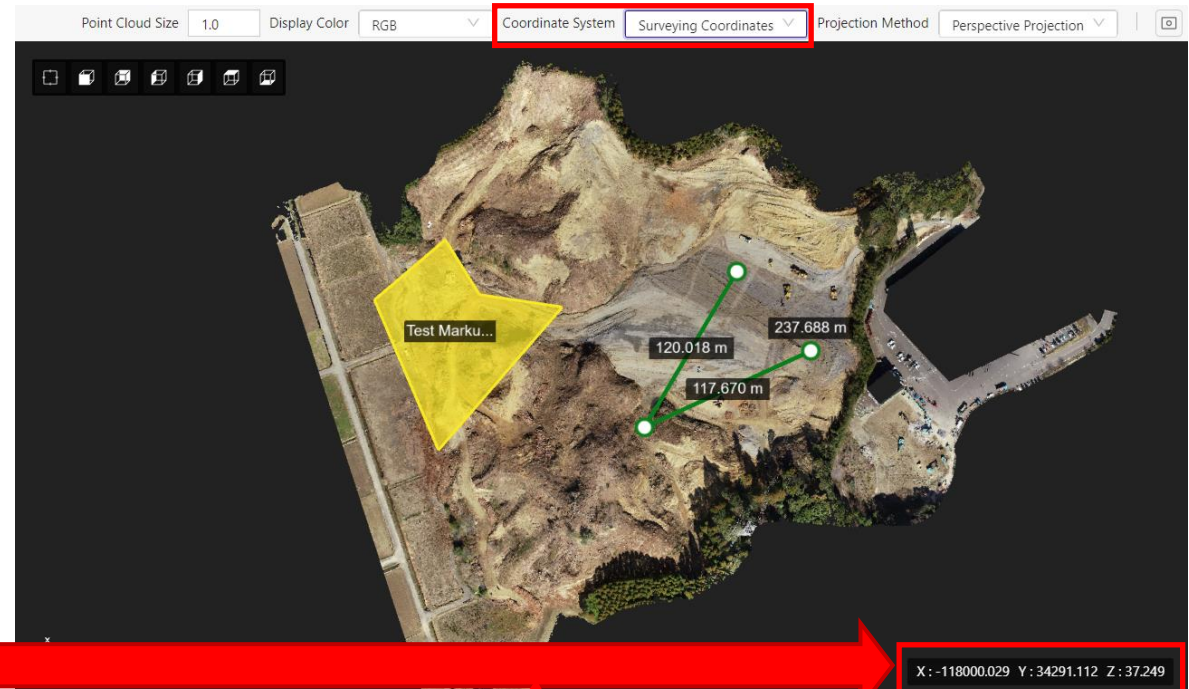 Point Cloud Size 1.0 Display Color RGB Coordinate System Surveying Coordinates Projection Method Perspective Projection
Test Marku...
237.688 m
120.018 m
117.670 m
x
X : -118000.029 Y : 34291.112 Z : 37.249